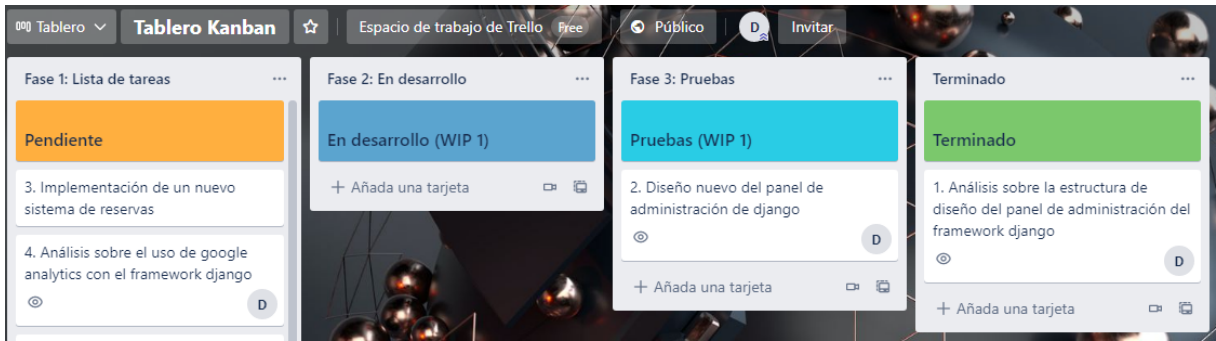 Tablero
Tablero Kanban
Espacio de trabajo de Trello
Free
Público
D
Invitar
Fase 1: Lista de tareas
Pendiente
3. Implementación de un nuevo
sistema de reservas
4. Análisis sobre el uso de google
analytics con el framework django
D
Fase 2: En desarrollo
En desarrollo (WIP 1)
+ Añada una tarjeta
Fase 3: Pruebas
Pruebas (WIP 1)
2. Diseño nuevo del panel de
administración de django
D
+ Añada una tarjeta
Terminado
Terminado
1. Análisis sobre la estructura de
diseño del panel de administración del
framework django
D
+ Añada una tarjeta